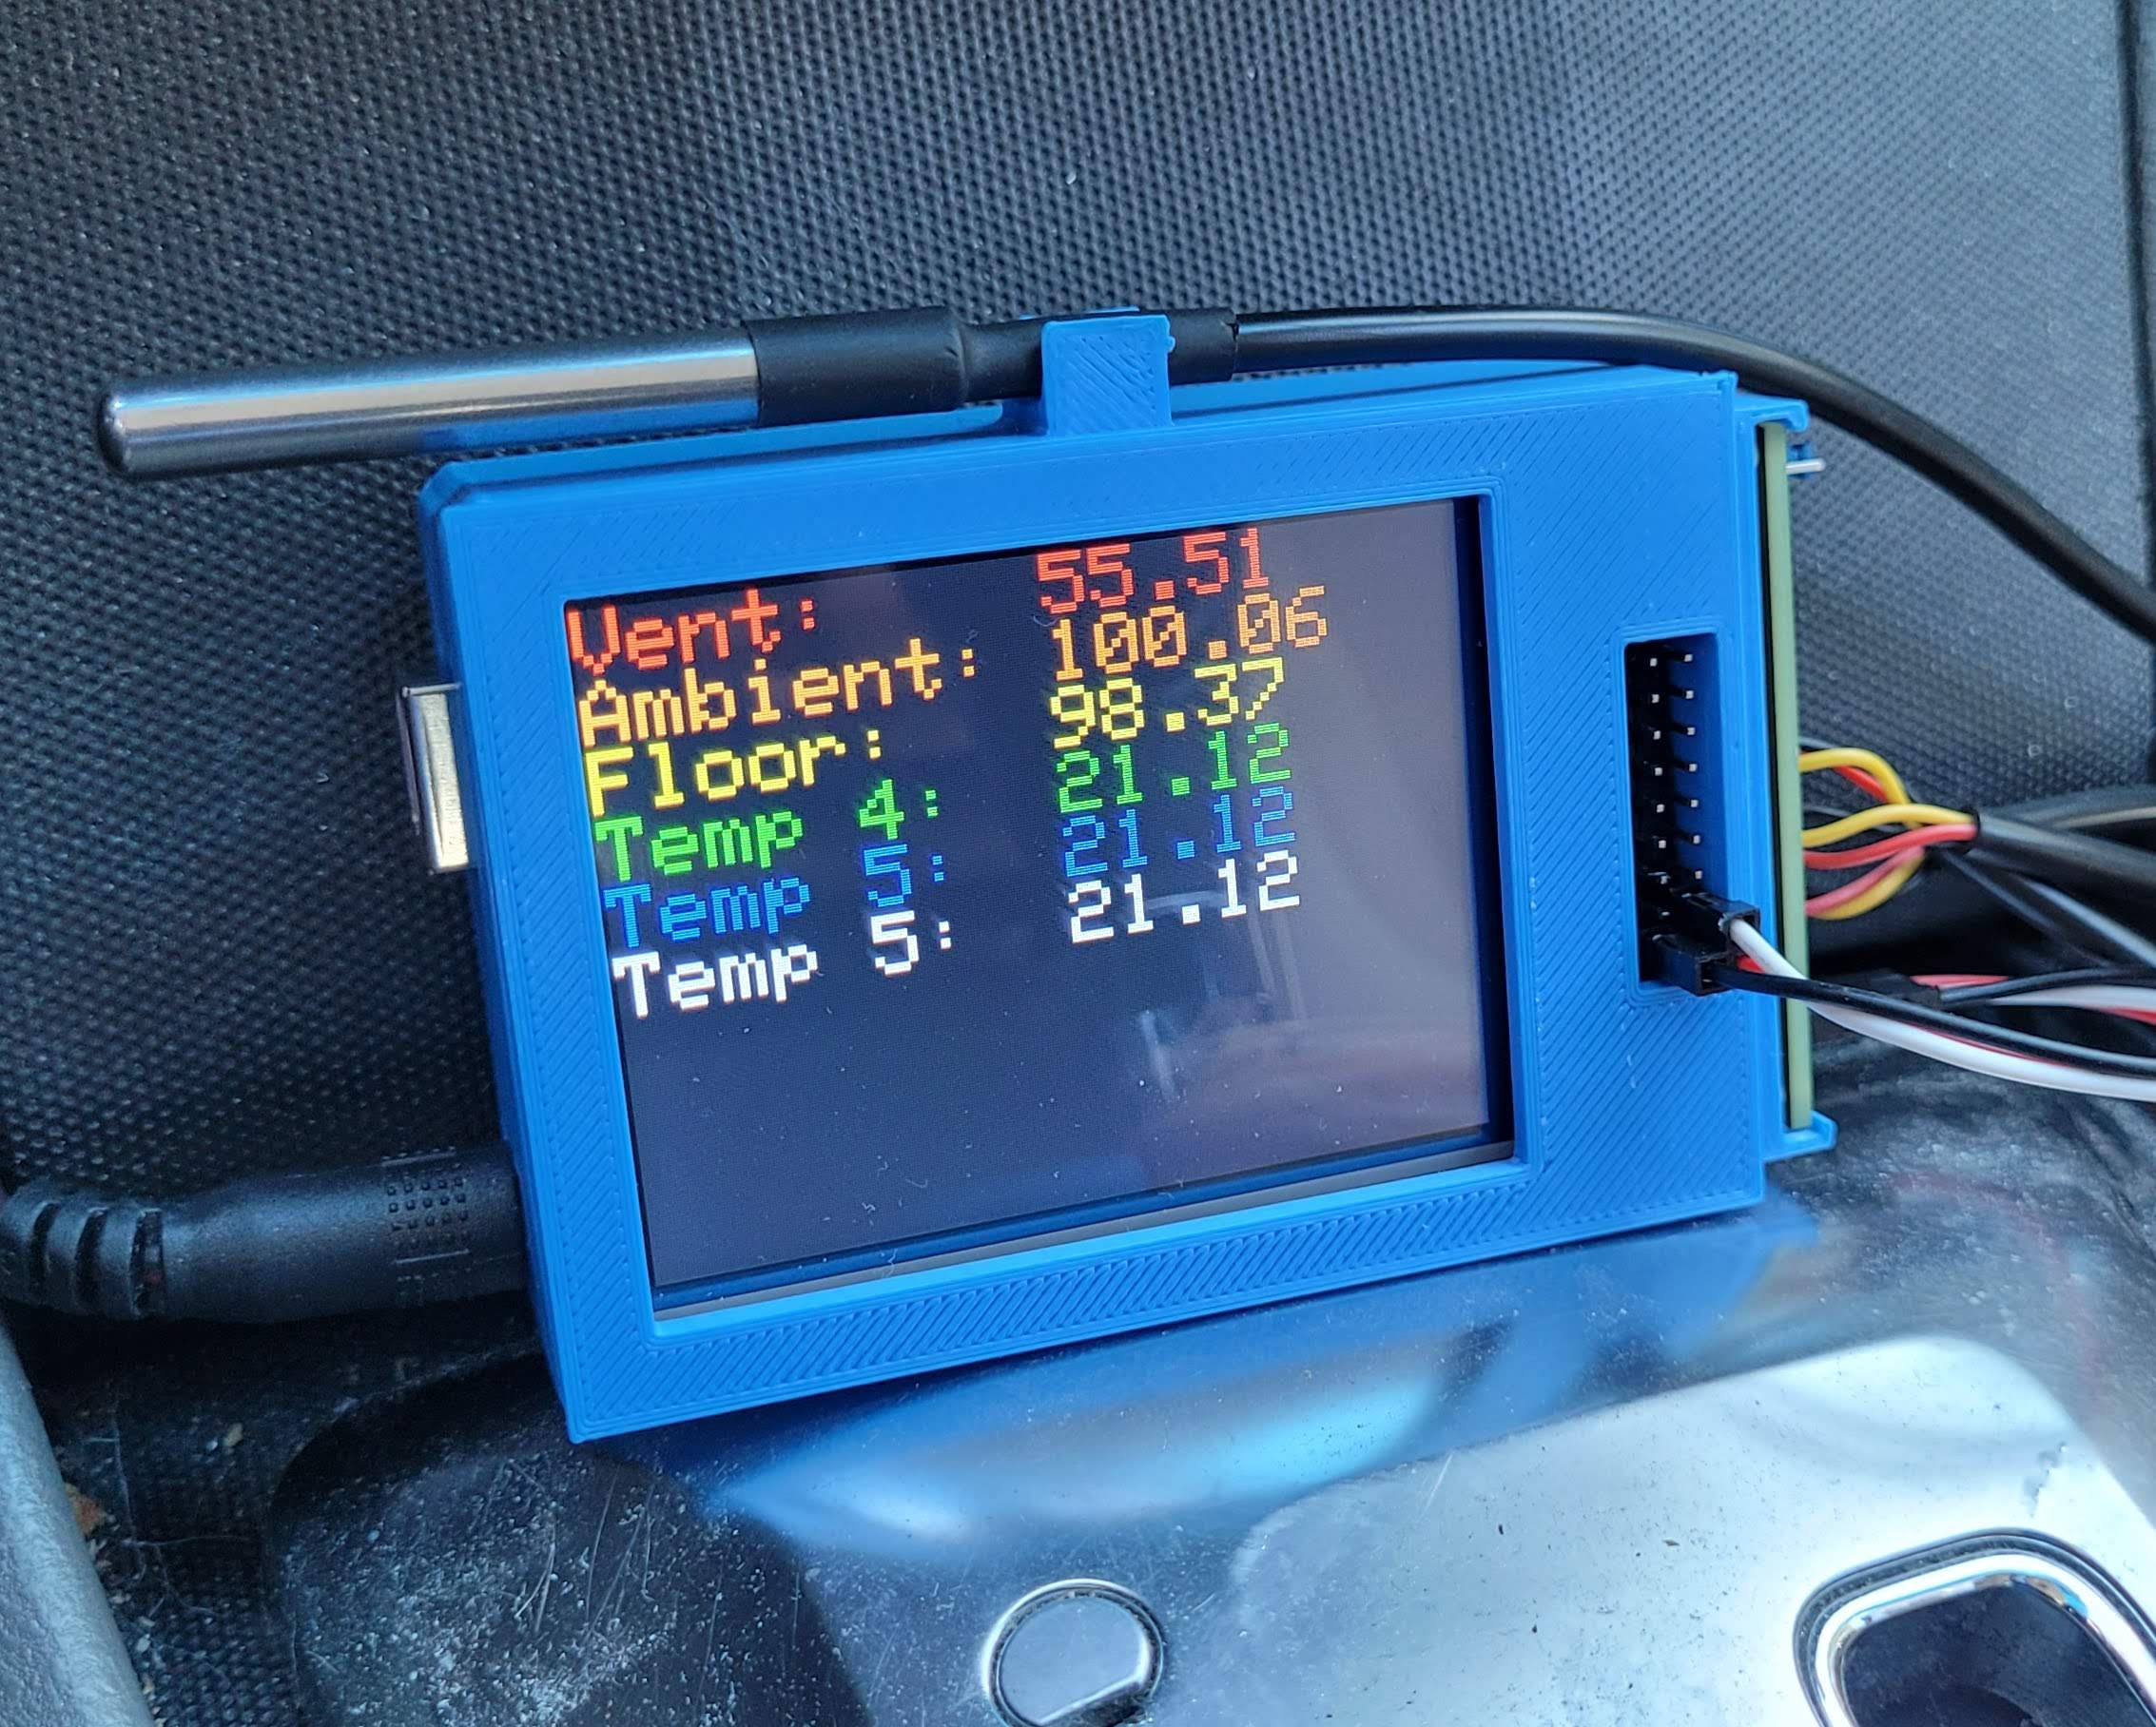 Vent: 55.51
Ambient: 100.06
Floor: 98.37
Temp 4: 21.12
Temp 5: 21.12
Temp 5: 21.12